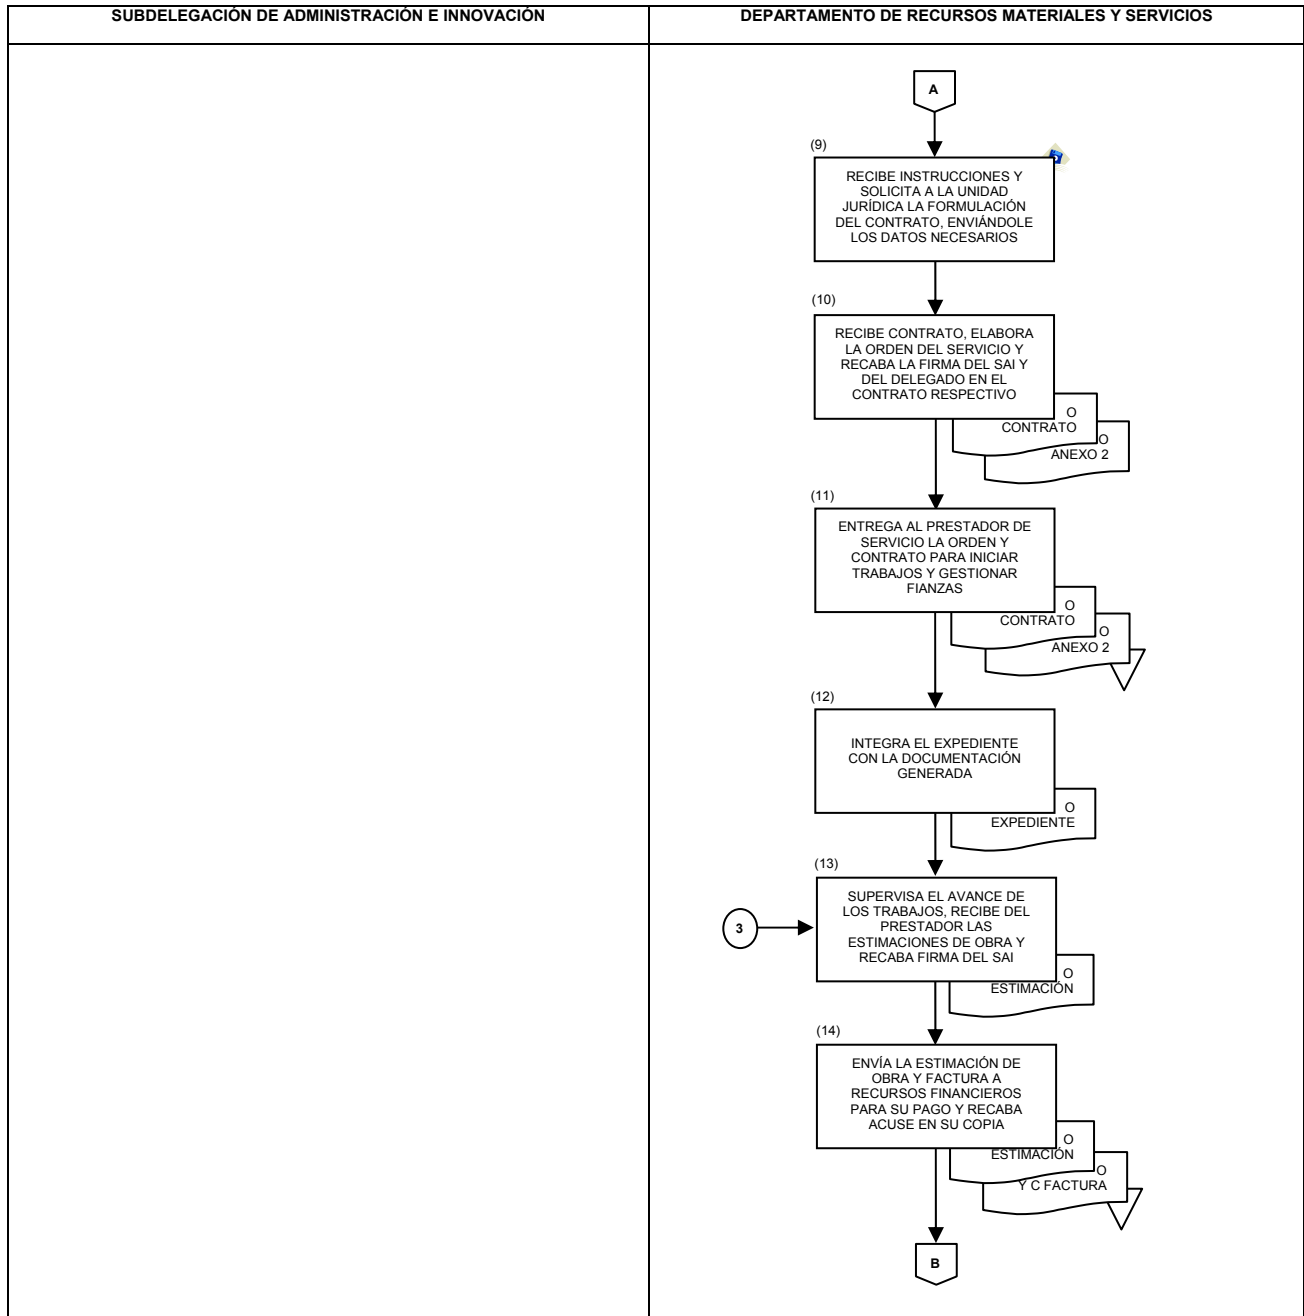 SUBDELEGACIÓN DE ADMINISTRACIÓN E INNOVACIÓN
DEPARTAMENTO DE RECURSOS MATERIALES Y SERVICIOS
A
(9)
RECIBE INSTRUCCIONES Y
SOLICITA A LA UNIDAD
JURÍDICA LA FORMULACIÓN
DEL CONTRATO, ENVIÁNDOLE
LOS DATOS NECESARIOS
(10)
RECIBE CONTRATO, ELABORA
LA ORDEN DEL SERVICIO Y
RECABA LA FIRMA DEL SAI Y
DEL DELEGADO EN EL
CONTRATO RESPECTIVO
O
CONTRATO
O
ANEXO 2
(11)
ENTREGA AL PRESTADOR DE
SERVICIO LA ORDEN Y
CONTRATO PARA INICIAR
TRABAJOS Y GESTIONAR
FIANZAS
O
CONTRATO
O
ANEXO 2
(12)
INTEGRA EL EXPEDIENTE
CON LA DOCUMENTACIÓN
GENERADA
O
EXPEDIENTE
(13)
SUPERVISA EL AVANCE DE
LOS TRABAJOS, RECIBE DEL
PRESTADOR LAS
ESTIMACIONES DE OBRA Y
RECABA FIRMA DEL SAI
3
O
ESTIMACIÓN
(14)
ENVÍA LA ESTIMACIÓN DE
OBRA Y FACTURA A
RECURSOS FINANCIEROS
PARA SU PAGO Y RECABA
ACUSE EN SU COPIA
O
ESTIMACIÓN
O
Y C FACTURA
B